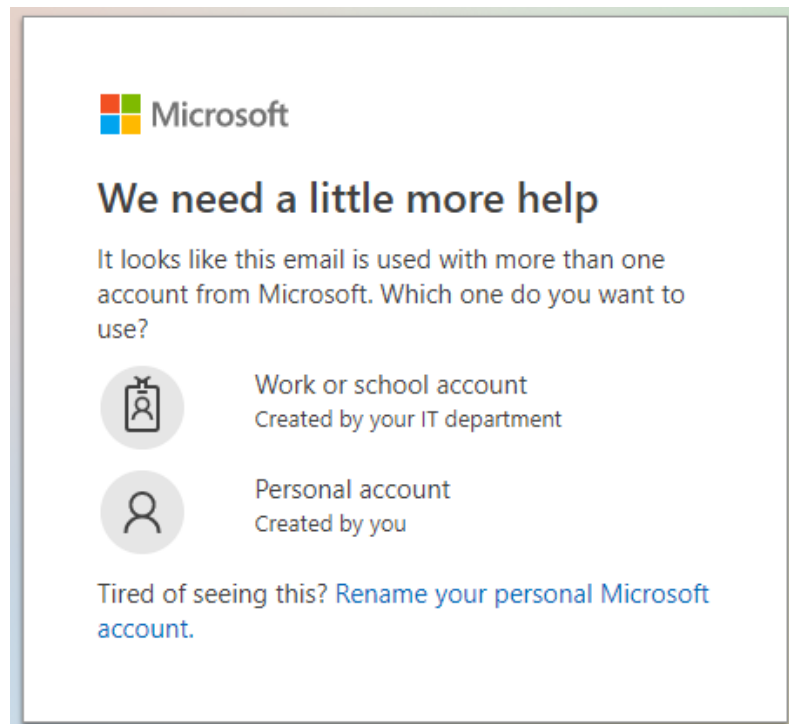 Microsoft
We need a little more help
It looks like this email is used with more than one
account from Microsoft. Which one do you want to
use?
Work or school account
Created by your IT department
Personal account
Created by you
Tired of seeing this? Rename your personal Microsoft
account.